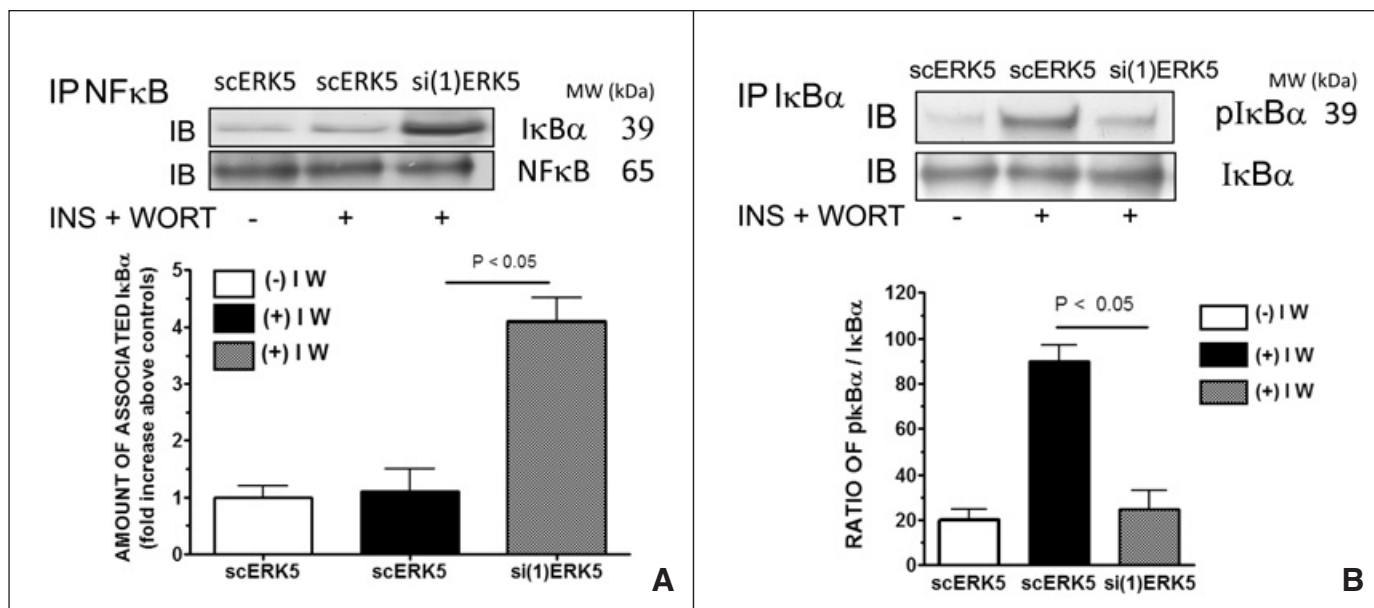 scERK5 scERK5 si(1)ERK5 MW (kDa)
IP NFκB
IB IκBα 39
IB NFκB 65
INS + WORT - + +
P < 0.05
(-) I W
(+) I W
(+) I W
AMOUNT OF ASSOCIATED IκBα
(fold increase above controls)
5
4
3
2
1
0
scERK5 scERK5 si(1)ERK5
A
scERK5 scERK5 si(1)ERK5 MW (kDa)
IP IκBα
IB pIκBα 39
IB IκBα
INS + WORT - + +
P < 0.05
(-) I W
(+) I W
(+) I W
RATIO OF pIκBα / IκBα
120
100
80
60
40
20
0
scERK5 scERK5 si(1)ERK5
B